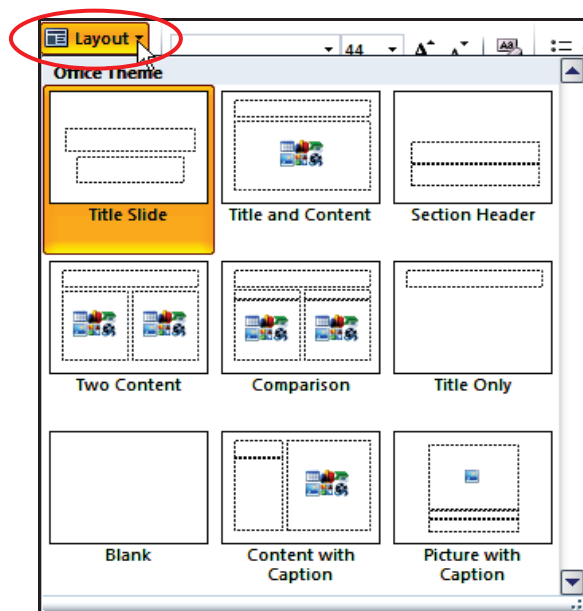 Layout
44
Office Theme
Title Slide
Title and Content
Section Header
Two Content
Comparison
Title Only
Blank
Content with
Caption
Picture with
Caption